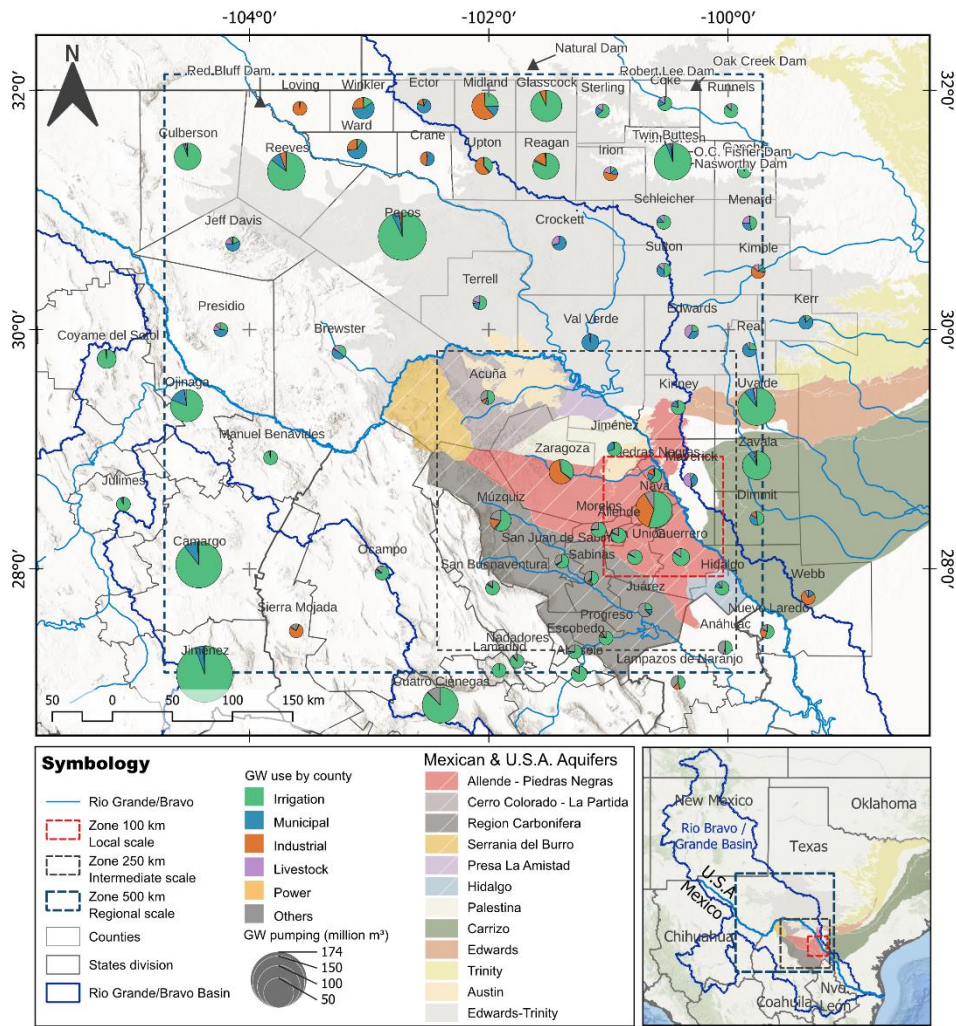 -104°0' -102°0' -100°0'
N
Natural Dam
Oak Creek Dam
Red Bluff Dam
Robert Lee Dam
32°0'
32°0'
Loving
Winkler
Ector
Midland
Glasscock
Sterling
Coke
Runnels
Culberson
Ward
Crane
Upton
Reagan
Irion
Twin Buttes
O.C. Fisher Dam
Nasworthy Dam
Reeves
Jeff Davis
Pecos
Crockett
Schleicher
Menard
Sutton
Kimble
Terrell
Presidio
Val Verde
Edwards
Kerr
30°0'
30°0'
Coyame del Sotol
Brewster
Real
Acuña
Kinney
Uvalde
Ojinaga
Jiménez
Zavala
Manuel Benavides
Zaragoza
Piedras Negras
Maverick
Julimes
Múzquiz
Nava
Dimmit
Morelos
Allende
San Juan de Sabinas
Unión
Guerrero
Camargo
Ocampo
Sabinas
28°0'
28°0'
San Buenaventura
Hidalgo
Webb
Sierra Mojada
Juárez
Nuevo Laredo
Progreso
Anáhuac
Escobedo
Jiménez
Nadadores
Lamadrid
Abasolo
Lampazos de Naranjo
Cuatro Ciénegas
50 0 50 100 150 km
Symbology
Rio Grande/Bravo
Zone 100 km
Local scale
Zone 250 km
Intermediate scale
Zone 500 km
Regional scale
Counties
States division
Rio Grande/Bravo Basin
GW use by county
Irrigation
Municipal
Industrial
Livestock
Power
Others
GW pumping (million m³)
174
150
100
50
Mexican & U.S.A. Aquifers
Allende - Piedras Negras
Cerro Colorado - La Partida
Region Carbonifera
Serrania del Burro
Presa La Amistad
Hidalgo
Palestina
Carrizo
Edwards
Trinity
Austin
Edwards-Trinity
New Mexico
Oklahoma
Rio Bravo /
Grande Basin
Texas
U.S.A
Mexico
Chihuahua
Coahuila
Nvo
León